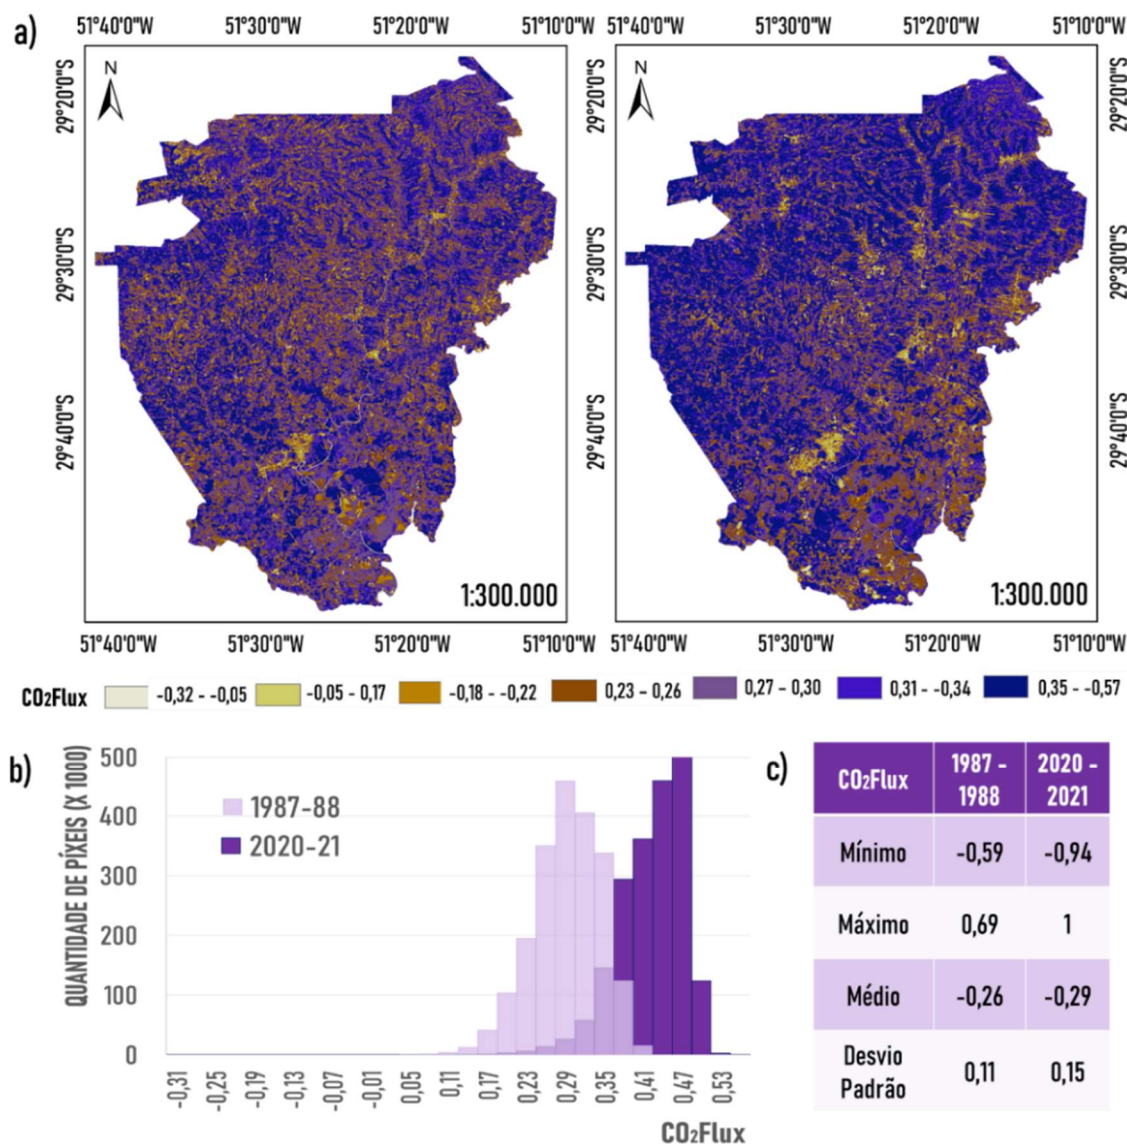 a)
51°40'0"W 51°30'0"W 51°20'0"W 51°10'0"W 51°30'0"W 51°20'0"W 51°10'0"W
N
N
29°20'0"S
29°30'0"S
29°40'0"S
29°20'0"S
29°30'0"S
29°40'0"S
29°20'0"S
29°30'0"S
29°40'0"S
1:300.000
1:300.000
51°40'0"W 51°30'0"W 51°20'0"W 51°10'0"W 51°40'0"W 51°30'0"W 51°20'0"W 51°10'0"W
CO₂Flux -0,32 - -0,05 -0,05 - 0,17 -0,18 - -0,22 0,23 - 0,26 0,27 - 0,30 0,31 - -0,34 0,35 - -0,57
b)
QUANTIDADE DE PÍXEIS (X 1000)
500
400
300
200
100
0
1987-88
2020-21
-0,31 -0,25 -0,19 -0,13 -0,07 -0,01 0,05 0,11 0,17 0,23 0,29 0,35 0,41 0,47 0,53
CO₂Flux
c)
CO₂Flux 1987 - 1988 2020 - 2021
Mínimo -0,59 -0,94
Máximo 0,69 1
Médio -0,26 -0,29
Desvio Padrão 0,11 0,15